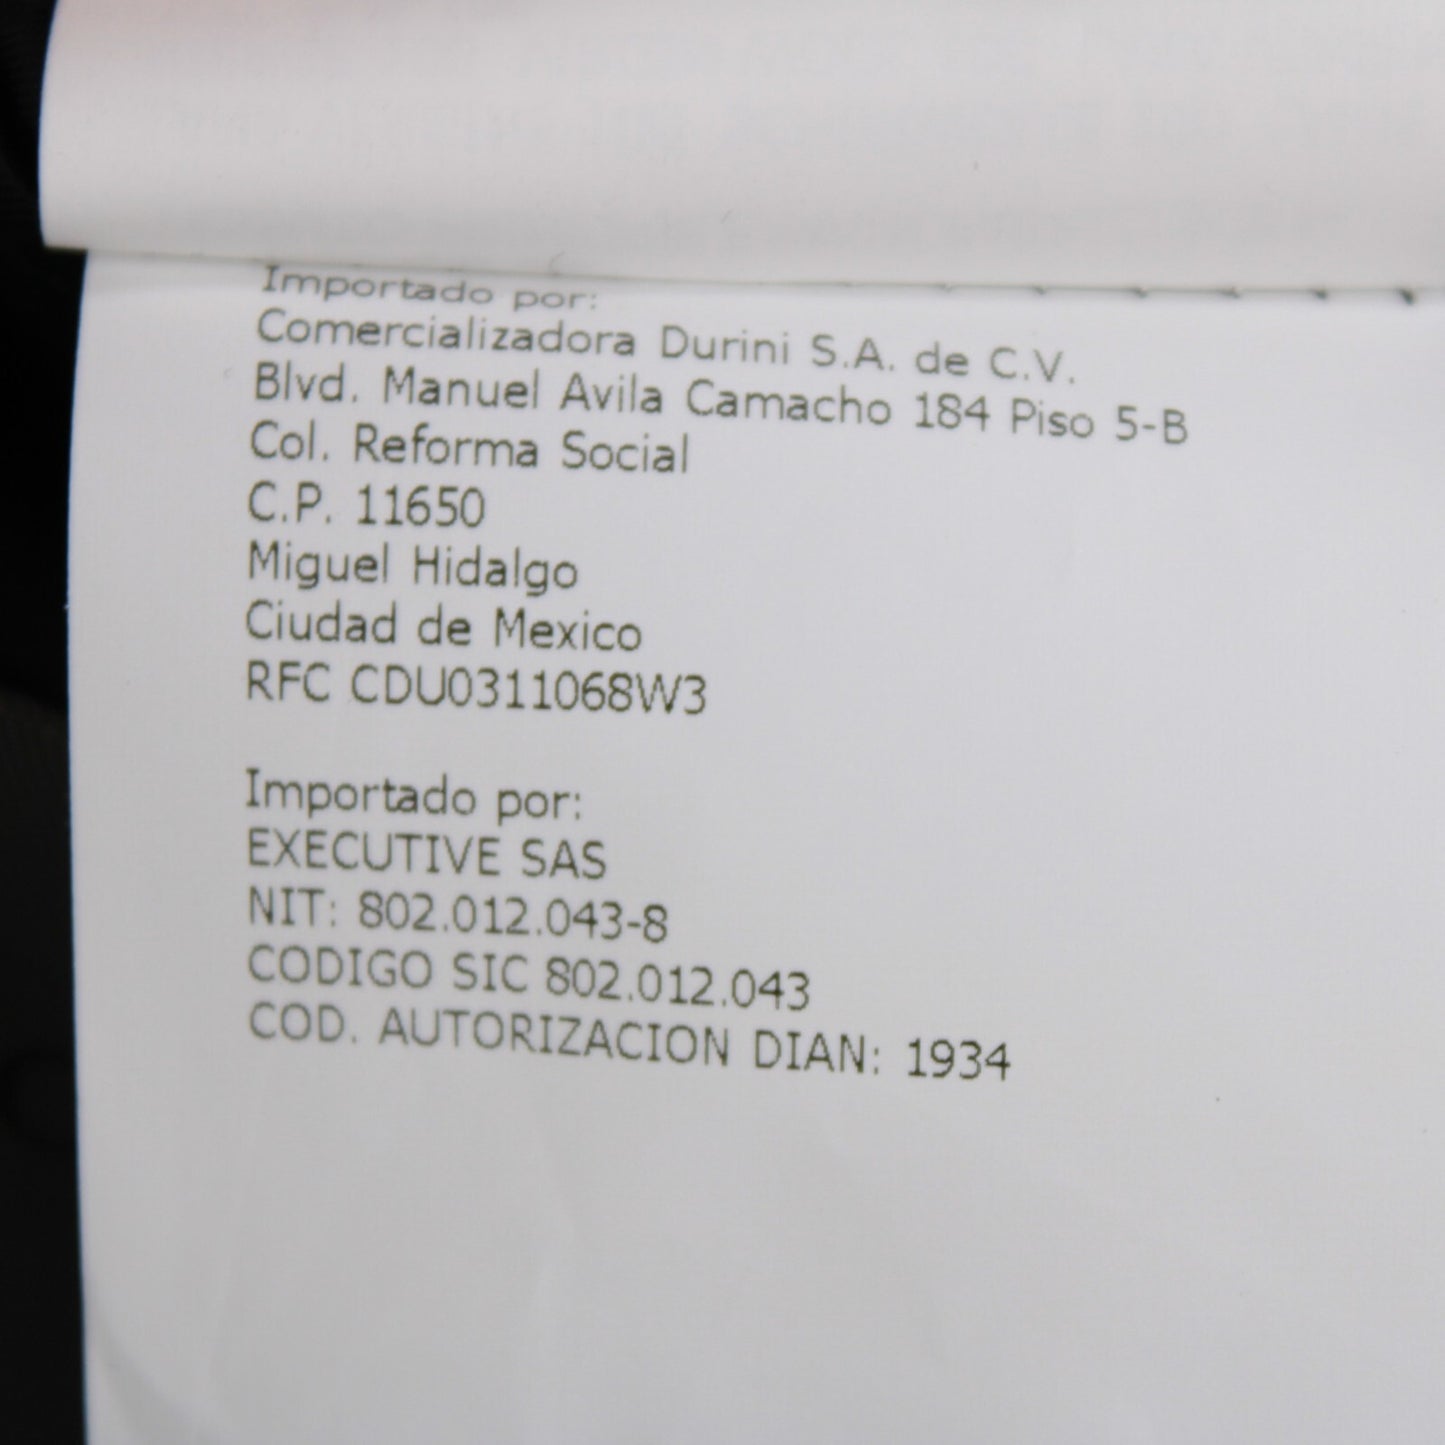 Importado por:
Comercializadora Durini S.A. de C.V.
Blvd. Manuel Avila Camacho 184 Piso 5-B
Col. Reforma Social
C.P. 11650
Miguel Hidalgo
Ciudad de Mexico
RFC CDU0311068W3
Importado por:
EXECUTIVE SAS
NIT: 802.012.043-8
CODIGO SIC 802.012.043
COD. AUTORIZACION DIAN: 1934